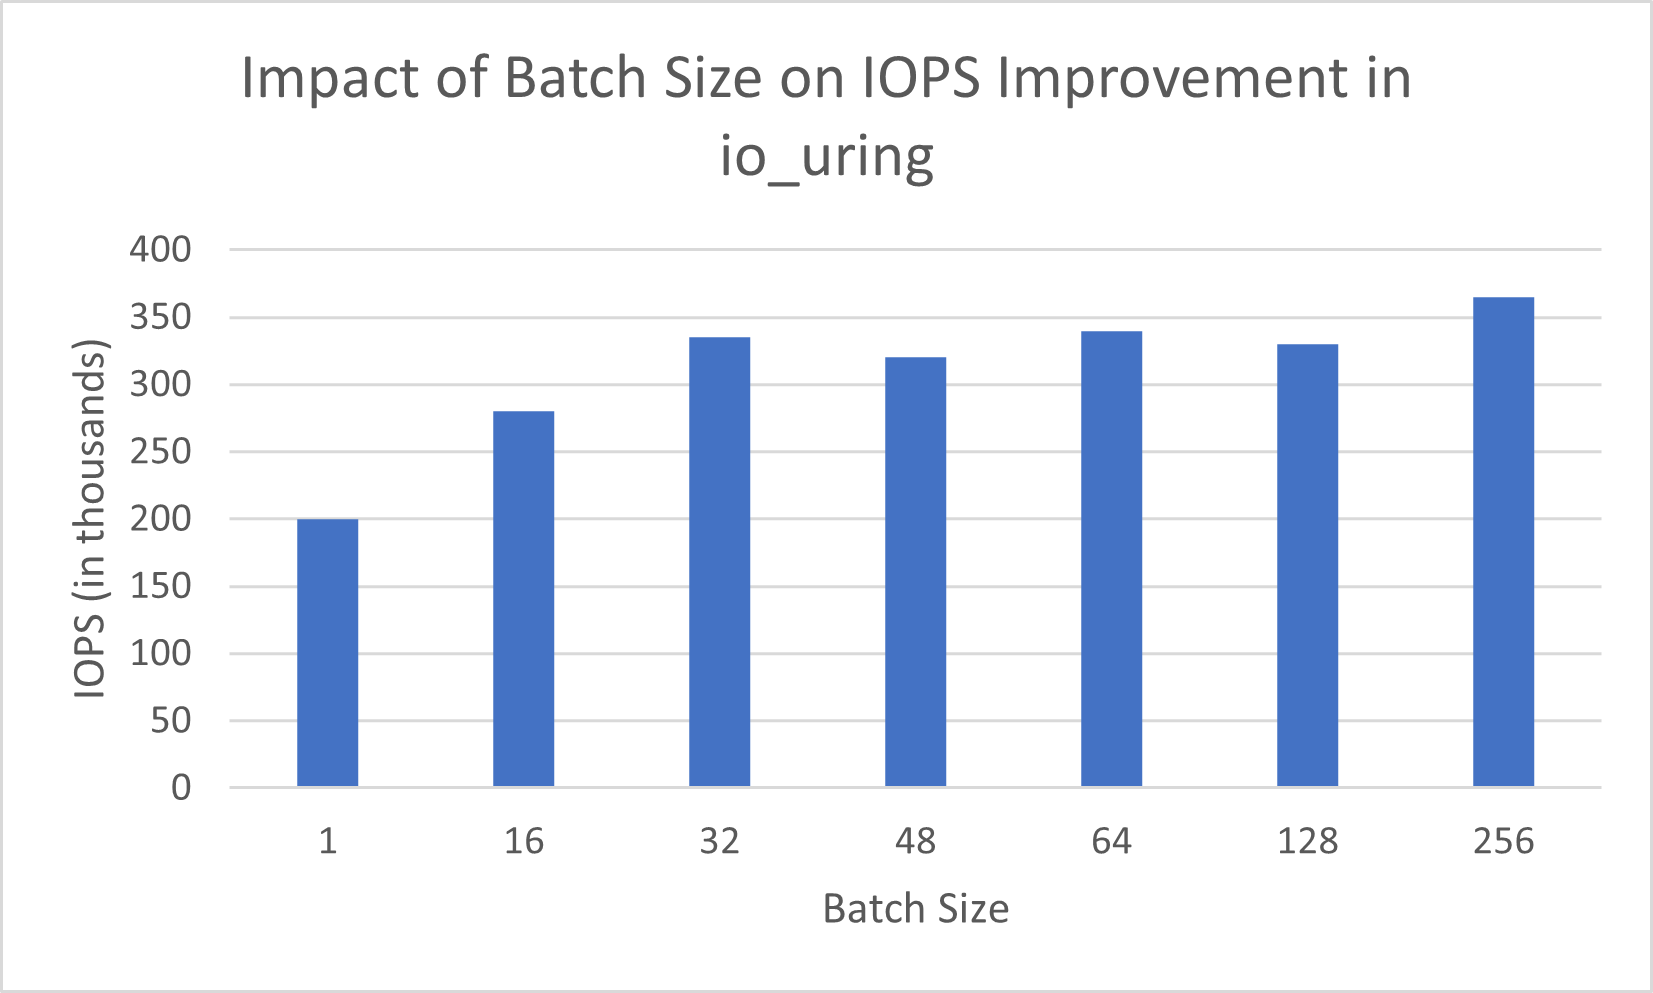 Impact of Batch Size on IOPS Improvement in
io_uring
400
350
300
250
200
150
100
50
0
IOPS (in thousands)
1 16 32 48 64 128 256
Batch Size